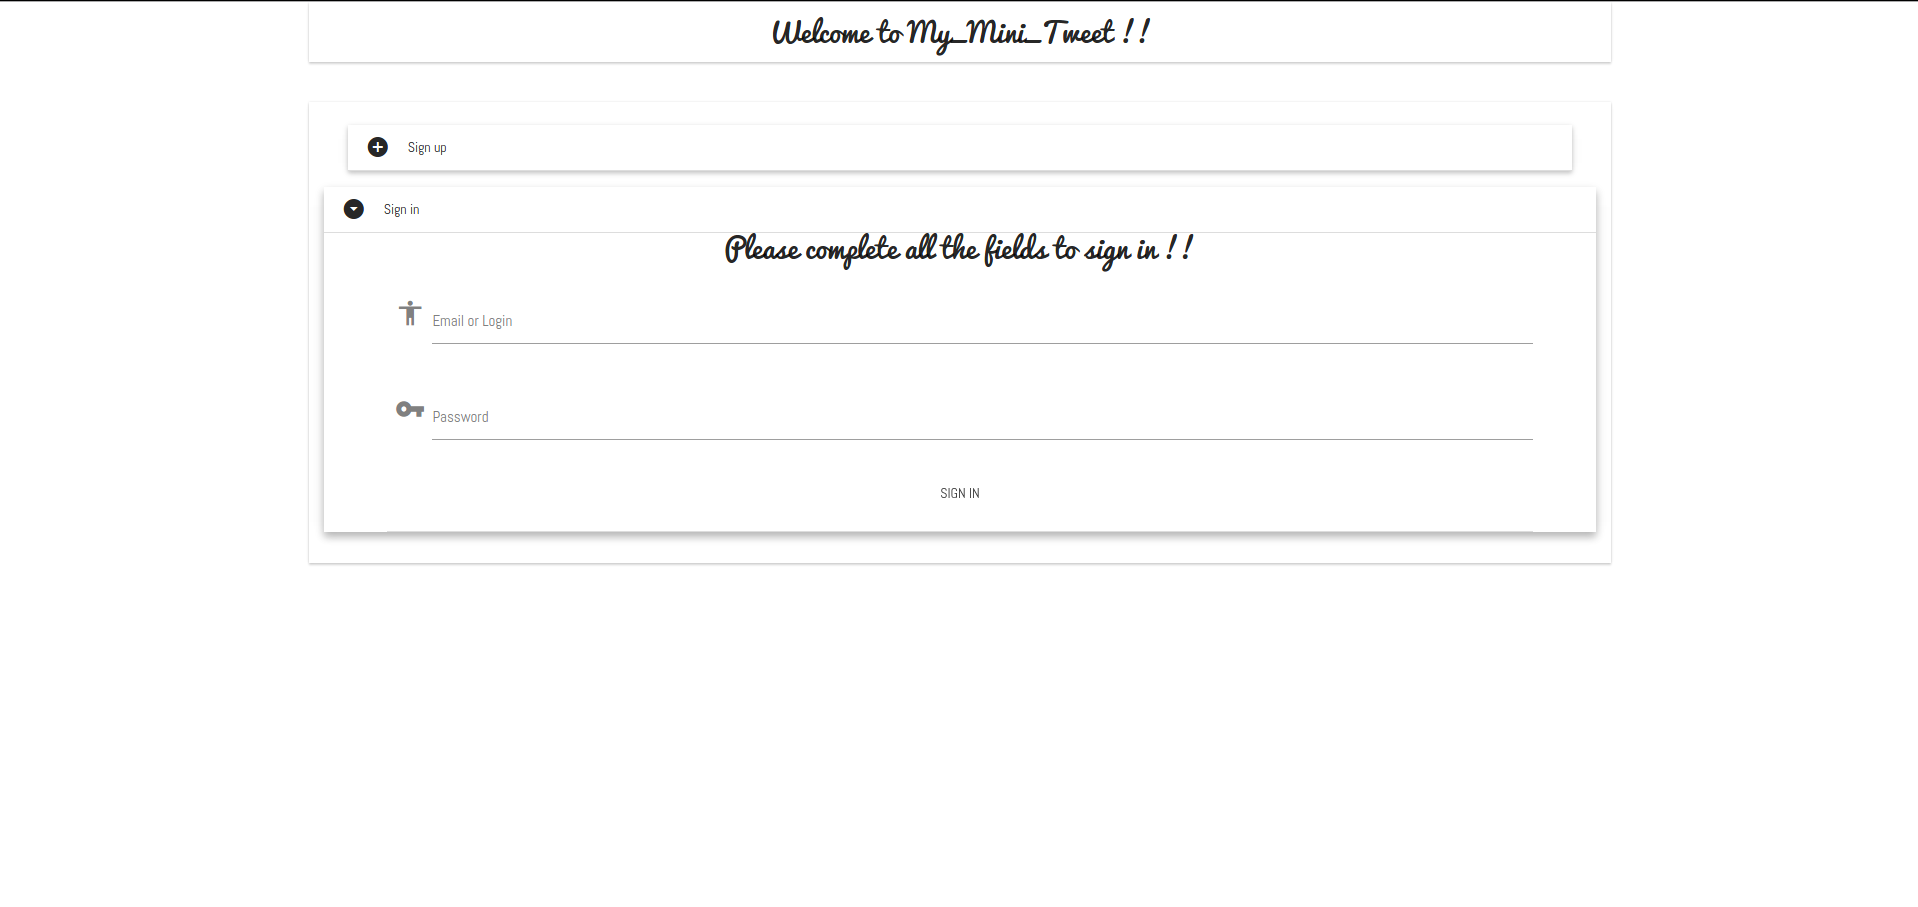 Welcome to My_Mini_Tweet !!
Sign up
Sign in
Please complete all the fields to sign in !!
Email or Login
Password
SIGN IN